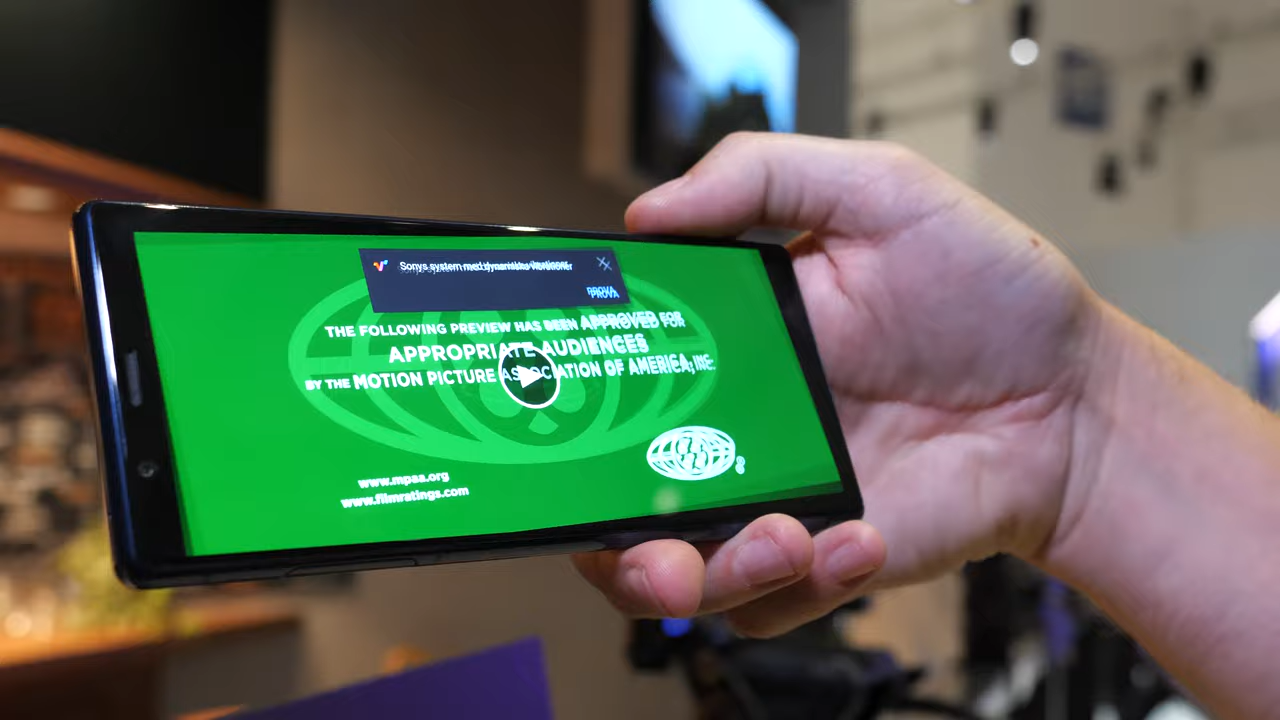 Sonys system med dynamiska vibrationer
PROVA
THE FOLLOWING PREVIEW HAS BEEN APPROVED FOR
APPROPRIATE AUDIENCES
BY THE MOTION PICTURE ASSOCIATION OF AMERICA, INC.
www.mpaa.org
www.filmratings.com
®